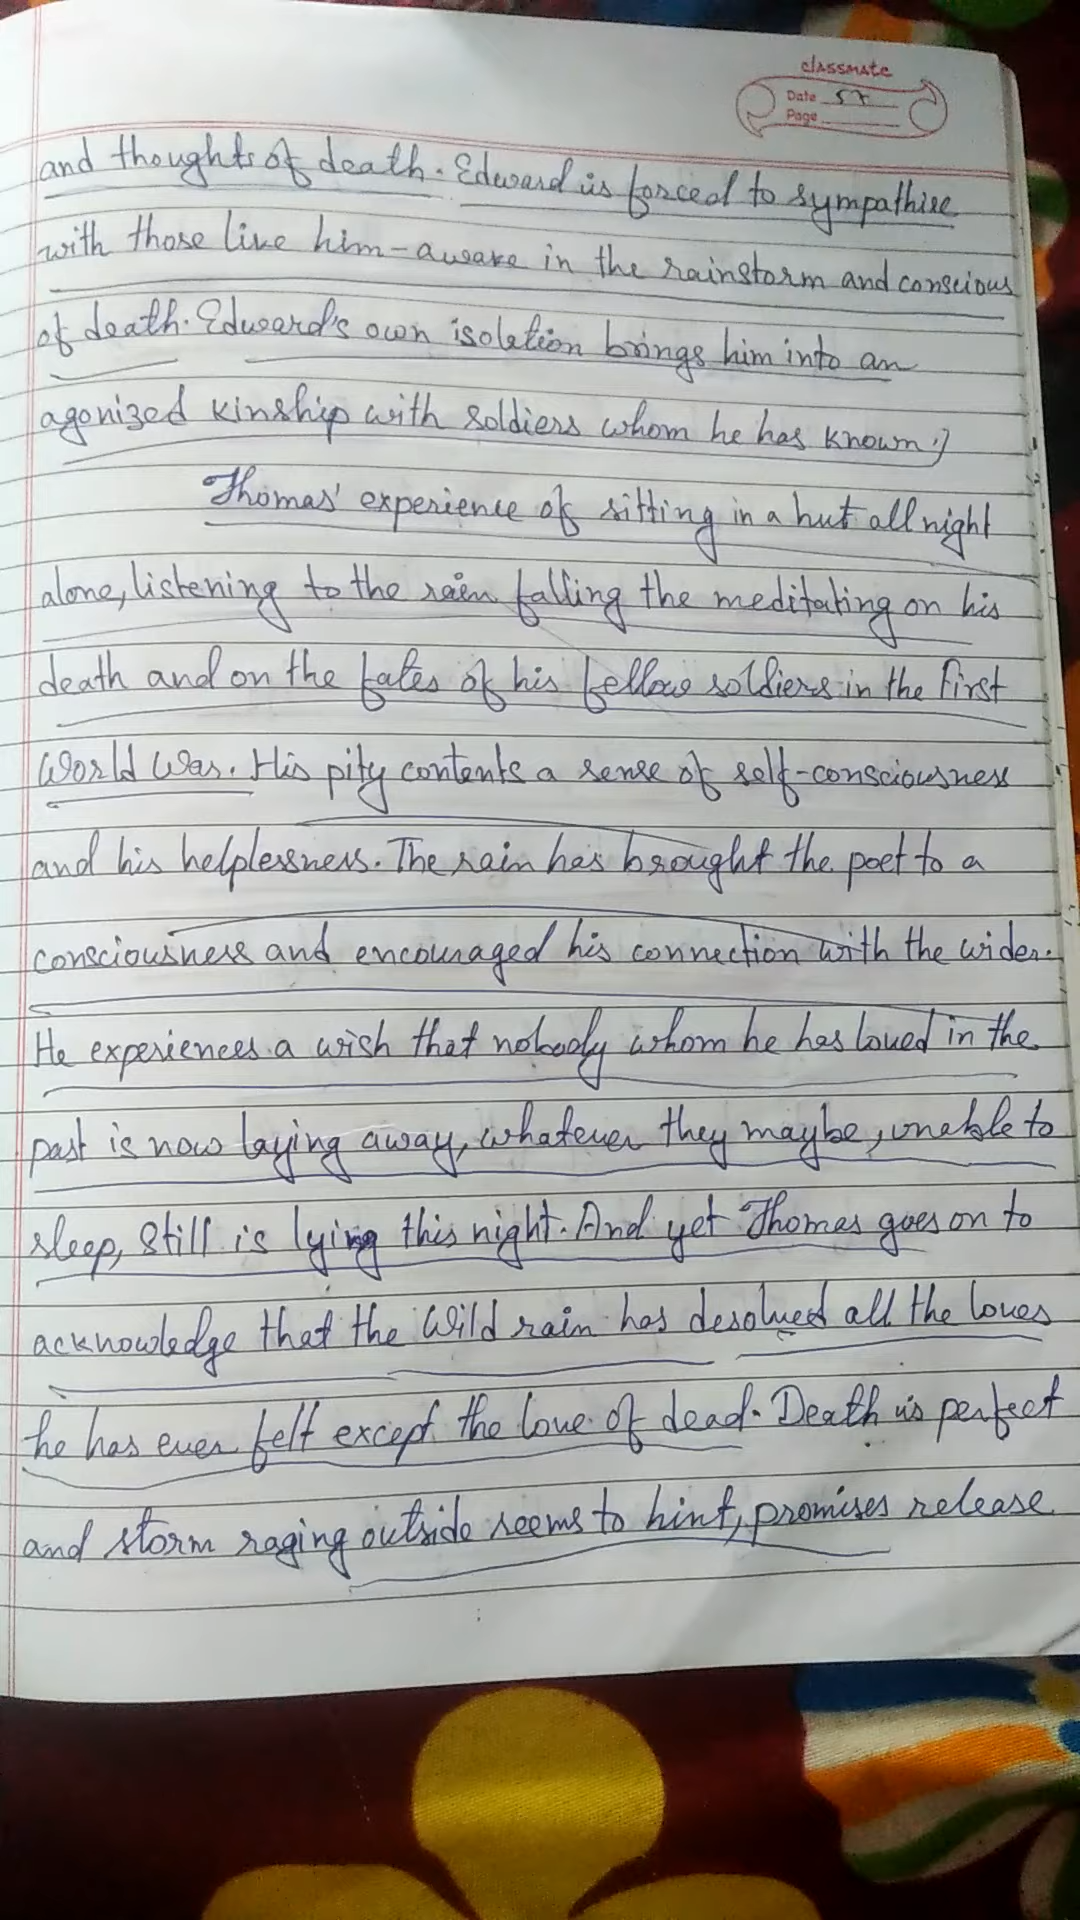 classmate
Date 57
Page
and thoughts of death. Edward is forced to sympathise
with those like him - awake in the rainstorm and conscious
of death. Edward's own isoletion brings him into an
agonized kinship with soldiers whom he has known.]
Thomas' experience of sitting in a hut all night
alone, listening to the rain falling the meditating on his
death and on the fates of his fellow soldiers in the First
World War. His pity contents a sense of self-consciousness
and his helplessness. The rain has brought the poet to a
consciousness and encouraged his connection with the wider.
He experiences a wish that nobody whom he has loved in the
past is now laying away, whatever they maybe, unable to
sleep, Still is lying this night. And yet Thomas goes on to
acknowledge that the Wild rain has desolved all the loves
he has ever felt except the love of dead. Death is perfect
and storm raging outside seems to hint, promises release